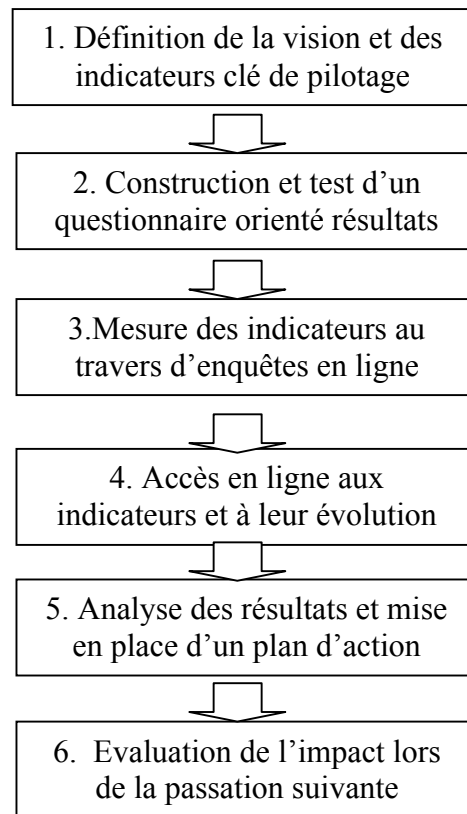 1. Définition de la vision et des
indicateurs clé de pilotage
2. Construction et test d’un
questionnaire orienté résultats
3.Mesure des indicateurs au
travers d’enquêtes en ligne
4. Accès en ligne aux
indicateurs et à leur évolution
5. Analyse des résultats et mise
en place d’un plan d’action
6. Evaluation de l’impact lors
de la passation suivante